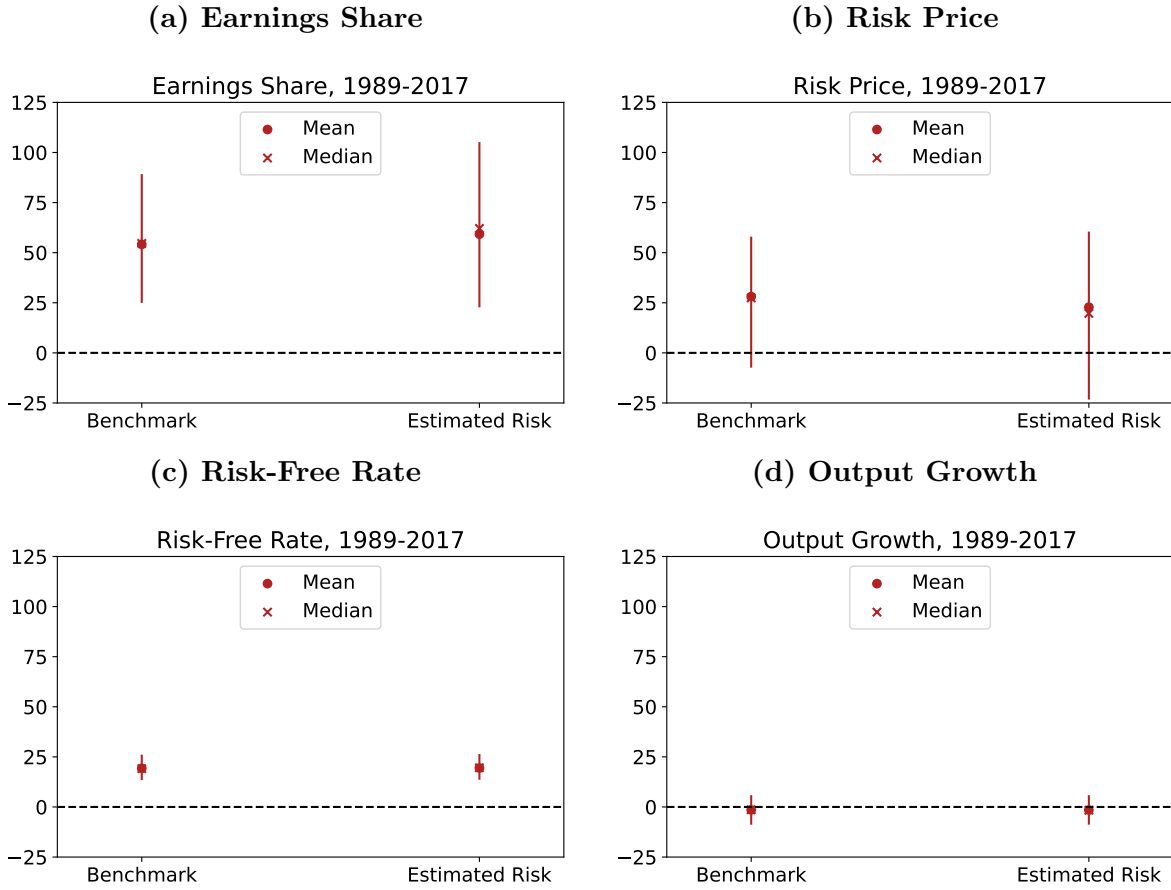 (a) Earnings Share
Earnings Share, 1989-2017
125
100
75
50
25
0
−25
Mean
Median
Benchmark
Estimated Risk
(b) Risk Price
Risk Price, 1989-2017
125
100
75
50
25
0
−25
Mean
Median
Benchmark
Estimated Risk
(c) Risk-Free Rate
Risk-Free Rate, 1989-2017
125
100
75
50
25
0
−25
Mean
Median
Benchmark
Estimated Risk
(d) Output Growth
Output Growth, 1989-2017
125
100
75
50
25
0
−25
Mean
Median
Benchmark
Estimated Risk